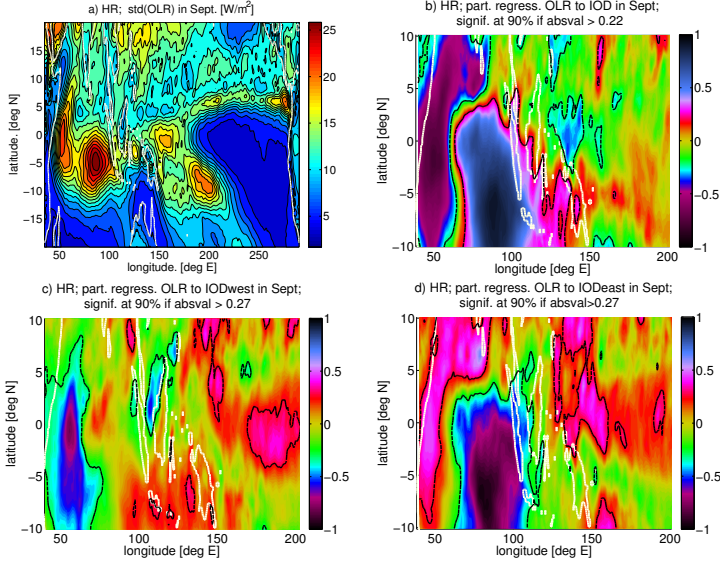 a) HR; std(OLR) in Sept. [W/m²]
latitude. [deg N]
15
10
5
0
−5
−10
−15
50 100 150 200 250
longitude. [deg E]
25
20
15
10
5
b) HR; part. regress. OLR to IOD in Sept;
signif. at 90% if absval > 0.22
latitude [deg N]
10
5
0
−5
−10
50 100 150 200
longitude [deg E]
1
0.5
0
−0.5
−1
c) HR; part. regress. OLR to IODwest in Sept;
signif. at 90% if absval > 0.27
latitude [deg N]
10
5
0
−5
−10
50 100 150 200
longitude [deg E]
1
0.5
0
−0.5
−1
d) HR; part. regress. OLR to IODeast in Sept;
signif. at 90% if absval>0.27
latitude [deg N]
10
5
0
−5
−10
50 100 150 200
longitude [deg E]
1
0.5
0
−0.5
−1